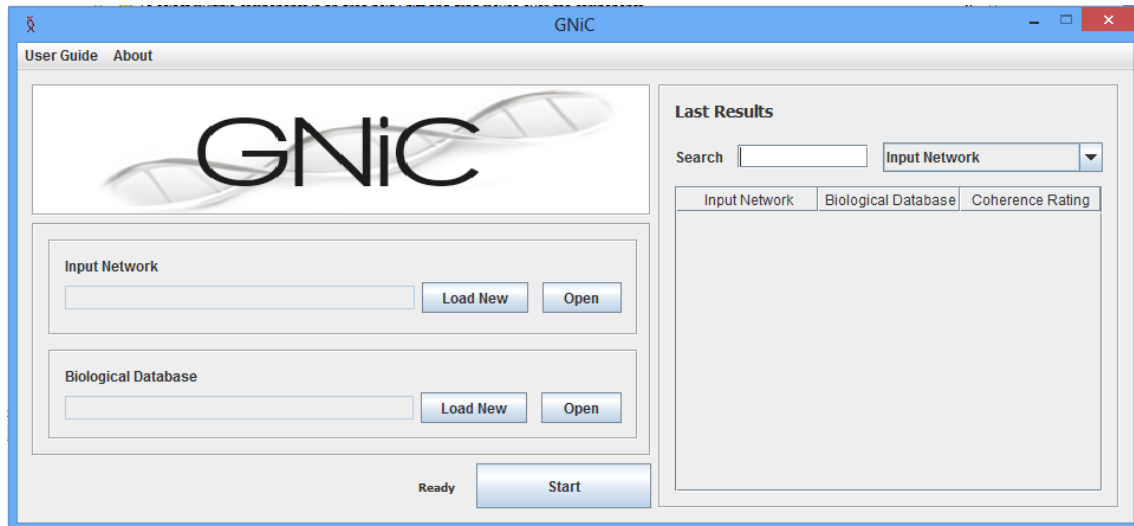 GNiC
User Guide About
GNiC
Input Network
Load New Open
Biological Database
Load New Open
Ready Start
Last Results
Search Input Network
Input Network Biological Database Coherence Rating